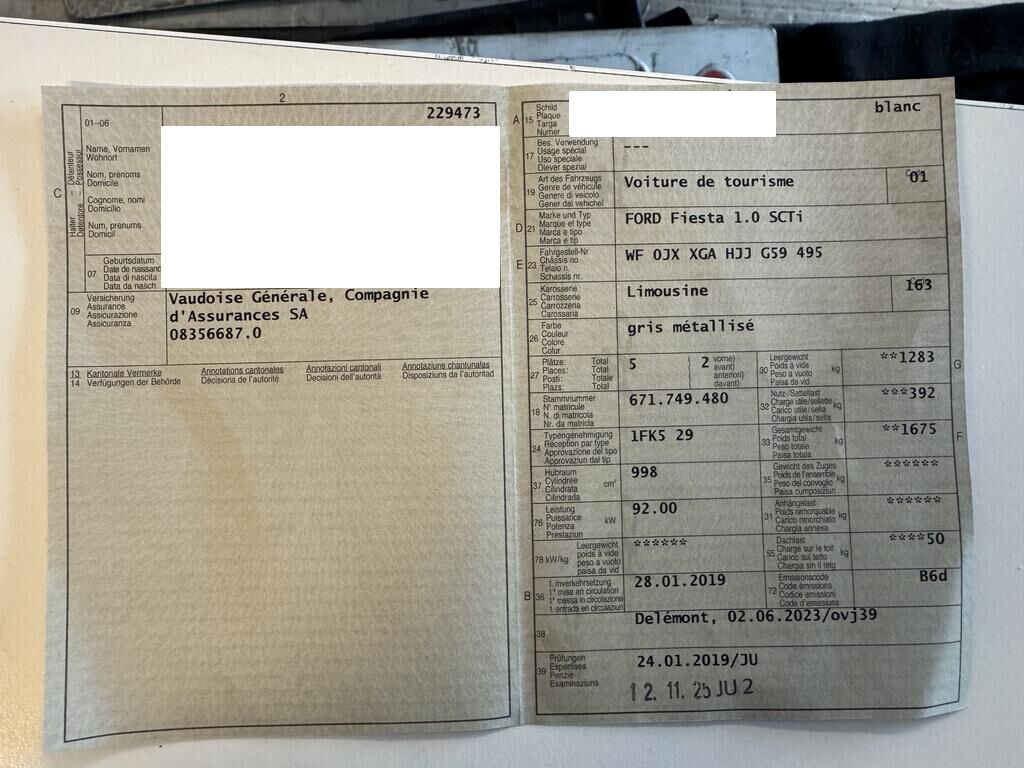 2
229473
C
Halter – Détenteur
Detentore – Possessur
01–06
Name, Vornamen
Wohnort
Nom, prénoms
Domicile
Cognome, nomi
Domicilio
Num, prenums
Domicil
07
Geburtsdatum
Date de naissanc
Data di nascita
Data da nasch.
09
Versicherung
Assurance
Assicurazione
Assicuranza
Vaudoise Générale, Compagnie
d'Assurances SA
08356687.0
13 Kantonale Vermerke
14 Verfügungen der Behörde
Annotations cantonales
Décisions de l'autorité
Annotazioni cantonali
Decisioni dell'autorità
Annotaziuns chantunalas
Disposiziuns da l'autoritad
A
15
Schild
Plaque
Targa
Numer
blanc
17
Bes. Verwendung
Usage spécial
Uso speciale
Diever spezial
---
19
Art des Fahrzeugs
Genre de véhicule
Genere di veicolo
Gener dal vehichel
Voiture de tourisme
01
D
21
Marke und Typ
Marque et type
Marca e tipo
Marca e tip
FORD Fiesta 1.0 SCTi
E
23
Fahrgestell-Nr.
Châssis no
Telaio n.
Schassis nr.
WF 0JX XGA HJJ G59 495
25
Karosserie
Carrosserie
Carrozzeria
Carossaria
Limousine
163
26
Farbe
Couleur
Colore
Colur
gris métallisé
27
Plätze: Total
Places: Total
Posti: Totale
Plazs: Total
5
2
vorne)
avant)
anteriori)
davant)
30
Leergewicht
Poids à vide
Peso a vuoto
Paisa da vid
kg
**1283
G
18
Stammnummer
N° matricule
N. di matricola
Nr. da matricla
671.749.480
32
Nutz-/Sattellast
Charge utile/sellette
Carico utile/sella
Chargia utila/sella
kg
***392
24
Typengenehmigung
Réception par type
Approvazione del tipo
Approvaziun dal tip
1FK5 29
33
Gesamtgewicht
Poids total
Peso totale
Paisa totala
kg
**1675
F
37
Hubraum
Cylindrée
Cilindrata
Cilindrada
cm³
998
35
Gewicht des Zuges
Poids de l'ensemble
Peso del convoglio
Paisa cumposiziun
kg
******
76
Leistung
Puissance
Potenza
Prestaziun
kW
92.00
31
Anhängelast
Poids remorquable
Carico rimorchiato
Chargia annexa
kg
******
78 kW/kg
Leergewicht
poids à vide
peso a vuoto
paisa da vid
******
55
Dachlast
Charge sur le toit
Carico sul tetto
Chargia sin il tetg
kg
****50
B
36
1. Inverkehrsetzung
1re mise en circulation
1a messa in circolazione
1. entrada en circulaziun
28.01.2019
72
Emissionscode
Code émissions
Codice emissioni
Code d'emissiuns
B6d
38
Delémont, 02.06.2023/ovj39
39
Prüfungen
Expertises
Perizie
Examinaziuns
24.01.2019/JU
12. 11. 25 JU 2